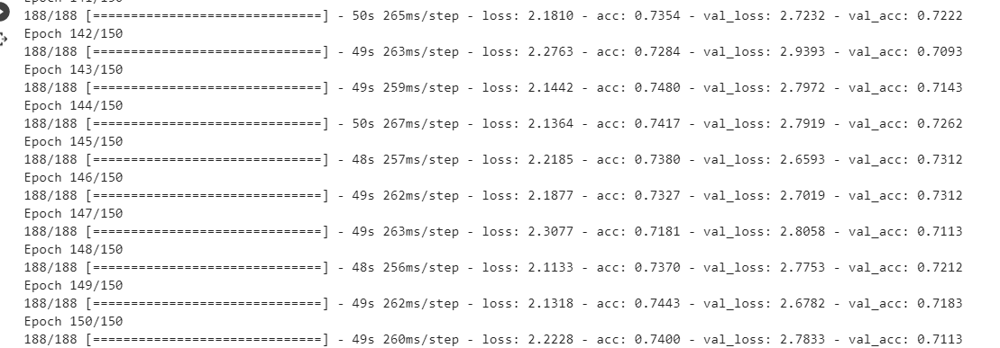 Epoch 141/150
188/188 [==============================] - 50s 265ms/step - loss: 2.1810 - acc: 0.7354 - val_loss: 2.7232 - val_acc: 0.7222
Epoch 142/150
188/188 [==============================] - 49s 263ms/step - loss: 2.2763 - acc: 0.7284 - val_loss: 2.9393 - val_acc: 0.7093
Epoch 143/150
188/188 [==============================] - 49s 259ms/step - loss: 2.1442 - acc: 0.7480 - val_loss: 2.7972 - val_acc: 0.7143
Epoch 144/150
188/188 [==============================] - 50s 267ms/step - loss: 2.1364 - acc: 0.7417 - val_loss: 2.7919 - val_acc: 0.7262
Epoch 145/150
188/188 [==============================] - 48s 257ms/step - loss: 2.2185 - acc: 0.7380 - val_loss: 2.6593 - val_acc: 0.7312
Epoch 146/150
188/188 [==============================] - 49s 262ms/step - loss: 2.1877 - acc: 0.7327 - val_loss: 2.7019 - val_acc: 0.7312
Epoch 147/150
188/188 [==============================] - 49s 263ms/step - loss: 2.3077 - acc: 0.7181 - val_loss: 2.8058 - val_acc: 0.7113
Epoch 148/150
188/188 [==============================] - 48s 256ms/step - loss: 2.1133 - acc: 0.7370 - val_loss: 2.7753 - val_acc: 0.7212
Epoch 149/150
188/188 [==============================] - 49s 262ms/step - loss: 2.1318 - acc: 0.7443 - val_loss: 2.6782 - val_acc: 0.7183
Epoch 150/150
188/188 [==============================] - 49s 260ms/step - loss: 2.2228 - acc: 0.7400 - val_loss: 2.7833 - val_acc: 0.7113